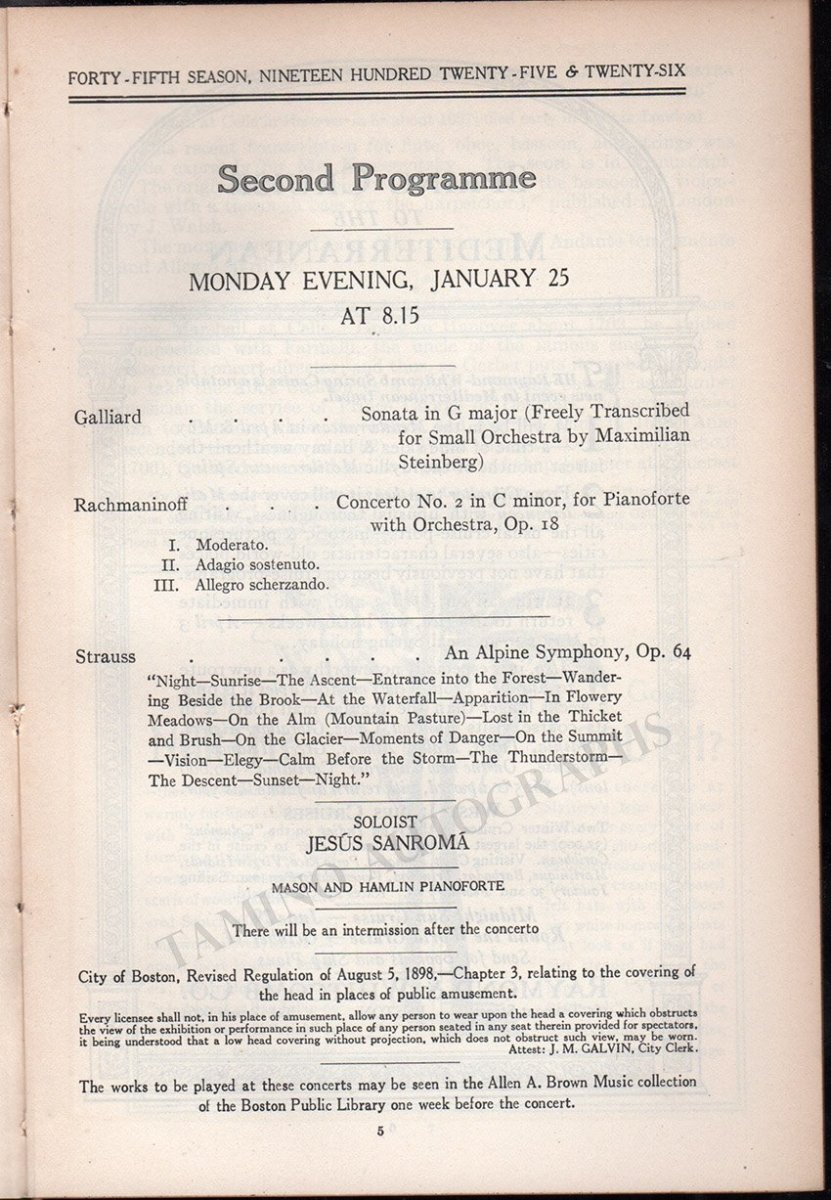 FORTY-FIFTH SEASON, NINETEEN HUNDRED TWENTY-FIVE & TWENTY-SIX
Second Programme
MONDAY EVENING, JANUARY 25
AT 8.15
Galliard . . . . Sonata in G major (Freely Transcribed
for Small Orchestra by Maximilian
Steinberg)
Rachmaninoff . . . Concerto No. 2 in C minor, for Pianoforte
with Orchestra, Op. 18
I. Moderato.
II. Adagio sostenuto.
III. Allegro scherzando.
Strauss . . . . . . An Alpine Symphony, Op. 64
"Night—Sunrise—The Ascent—Entrance into the Forest—Wander-
ing Beside the Brook—At the Waterfall—Apparition—In Flowery
Meadows—On the Alm (Mountain Pasture)—Lost in the Thicket
and Brush—On the Glacier—Moments of Danger—On the Summit
—Vision—Elegy—Calm Before the Storm—The Thunderstorm—
The Descent—Sunset—Night."
SOLOIST
JESÚS SANROMÁ
MASON AND HAMLIN PIANOFORTE
There will be an intermission after the concerto
City of Boston, Revised Regulation of August 5, 1898,—Chapter 3, relating to the covering of
the head in places of public amusement.
Every licensee shall not, in his place of amusement, allow any person to wear upon the head a covering which obstructs
the view of the exhibition or performance in such place of any person seated in any seat therein provided for spectators,
it being understood that a low head covering without projection, which does not obstruct such view, may be worn.
Attest: J. M. GALVIN, City Clerk.
The works to be played at these concerts may be seen in the Allen A. Brown Music collection
of the Boston Public Library one week before the concert.
5
TAMINO AUTOGRAPHS